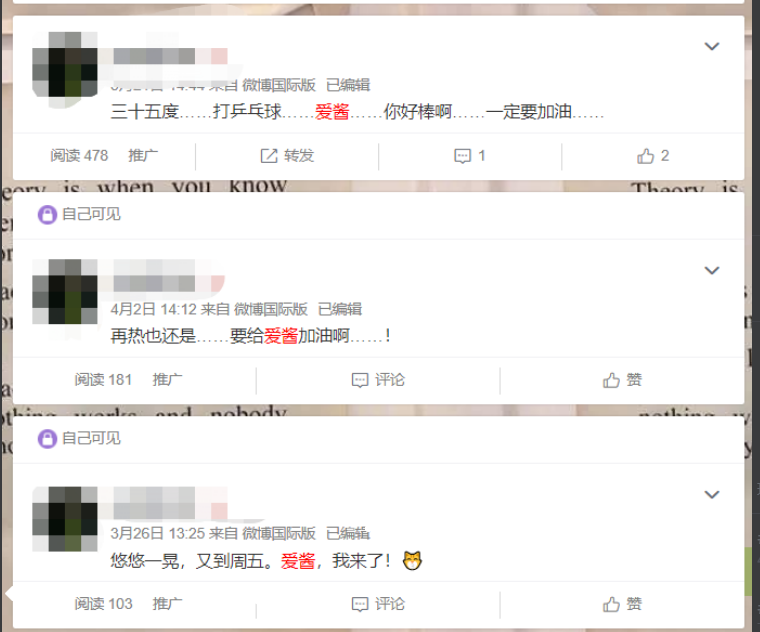 来自 微博国际版 已编辑
三十五度……打乒乓球……爱酱……你好棒啊……一定要加油……
阅读 478 推广 转发 1 2
eory is when you know
Theory is
自己可见
4月2日 14:12 来自 微博国际版 已编辑
再热也还是……要给爱酱加油啊……！
阅读 181 推广 评论 赞
othing works and nobody
nothing w
自己可见
3月26日 13:25 来自 微博国际版 已编辑
悠悠一晃，又到周五。爱酱，我来了！
阅读 103 推广 评论 赞